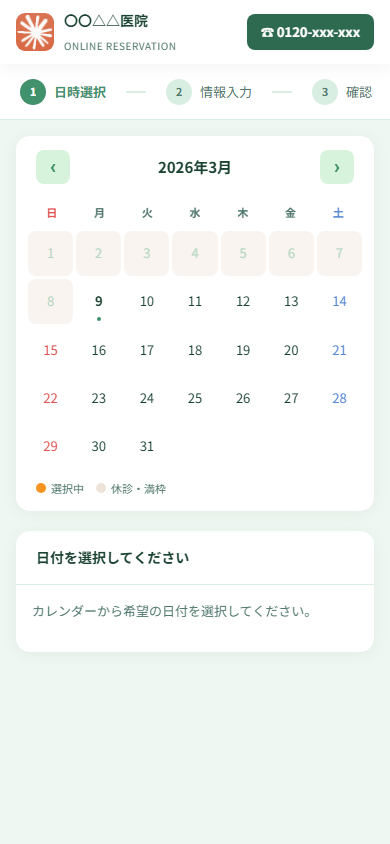 〇〇△△医院
ONLINE RESERVATION
☎ 0120-xxx-xxx
1 日時選択 2 情報入力 3 確認
‹ 2026年3月 ›
日 月 火 水 木 金 土
1 2 3 4 5 6 7
8 9 10 11 12 13 14
15 16 17 18 19 20 21
22 23 24 25 26 27 28
29 30 31
選択中 休診・満枠
日付を選択してください
カレンダーから希望の日付を選択してください。